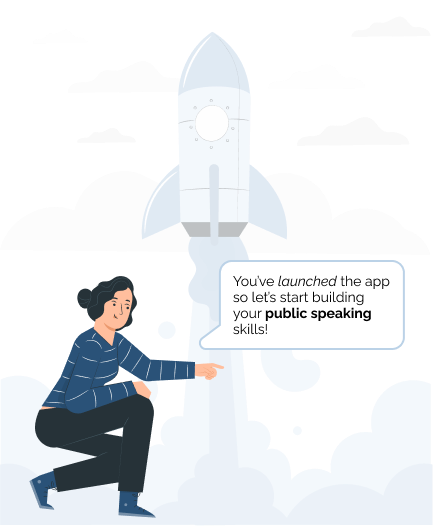 You've launched the app
so let's start building
your public speaking
skills!